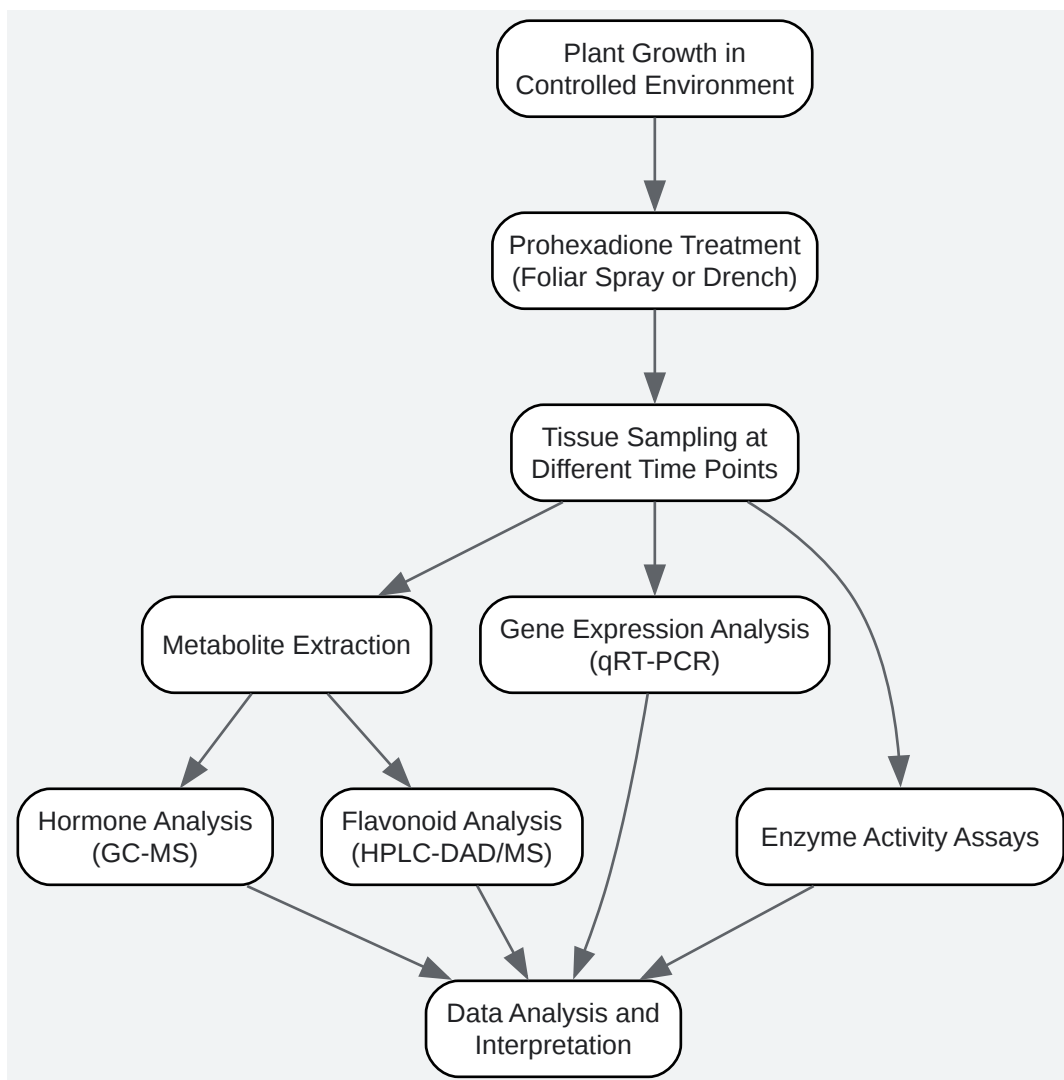 Plant Growth in
Controlled Environment
Prohexadione Treatment
(Foliar Spray or Drench)
Tissue Sampling at
Different Time Points
Metabolite Extraction
Gene Expression Analysis
(qRT-PCR)
Hormone Analysis
(GC-MS)
Flavonoid Analysis
(HPLC-DAD/MS)
Enzyme Activity Assays
Data Analysis and
Interpretation